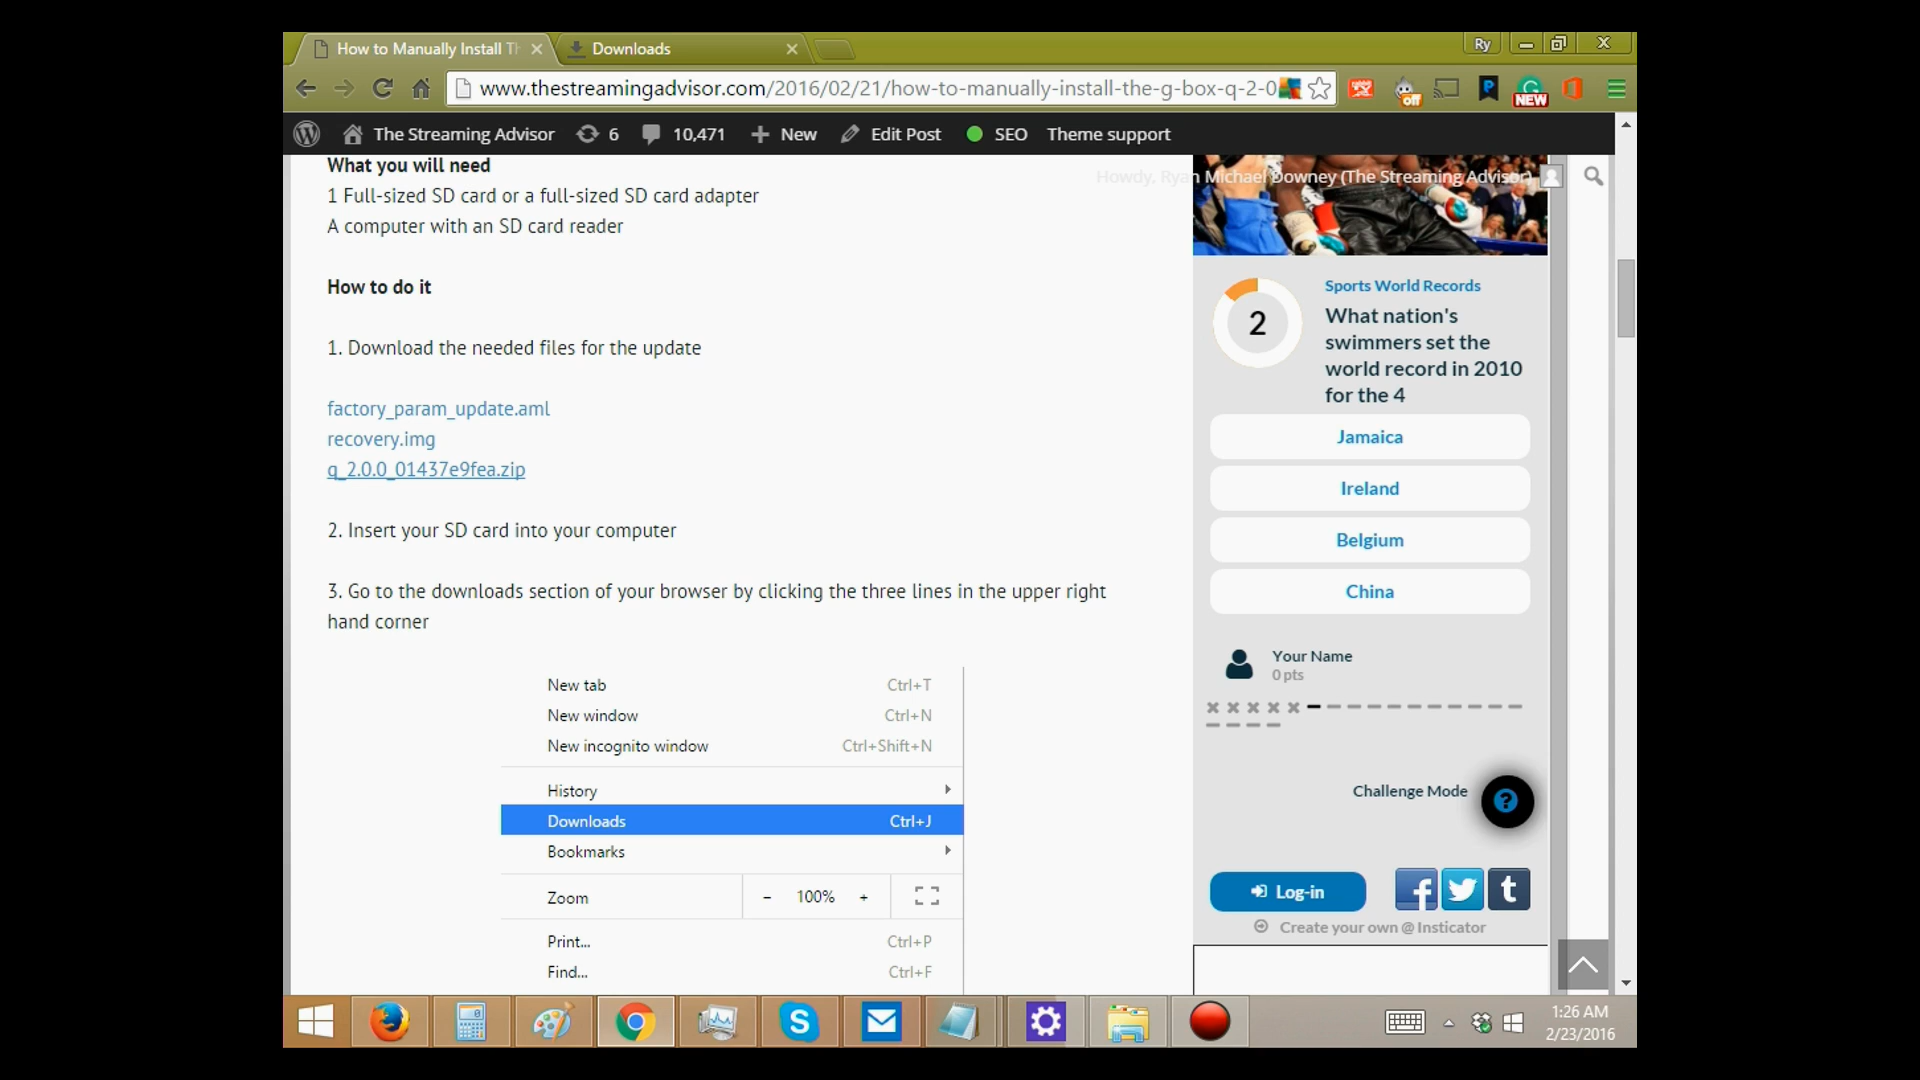 How to Manually Install Th
Downloads
Ry
www.thestreamingadvisor.com/2016/02/21/how-to-manually-install-the-g-box-q-2-0
off
NEW
The Streaming Advisor
6
10,471
New
Edit Post
SEO
Theme support
Howdy, Ryan Michael Downey (The Streaming Advisor)
What you will need
1 Full-sized SD card or a full-sized SD card adapter
A computer with an SD card reader
How to do it
1. Download the needed files for the update
factory_param_update.aml
recovery.img
q_2.0.0_01437e9fea.zip
2. Insert your SD card into your computer
3. Go to the downloads section of your browser by clicking the three lines in the upper right
hand corner
New tab Ctrl+T
New window Ctrl+N
New incognito window Ctrl+Shift+N
History
Downloads Ctrl+J
Bookmarks
Zoom - 100% +
Print... Ctrl+P
Find... Ctrl+F
2
Sports World Records
What nation's
swimmers set the
world record in 2010
for the 4
Jamaica
Ireland
Belgium
China
Your Name
0 pts
Challenge Mode
?
Log-in
f
t
Create your own @ Insticator
S
1:26 AM
2/23/2016